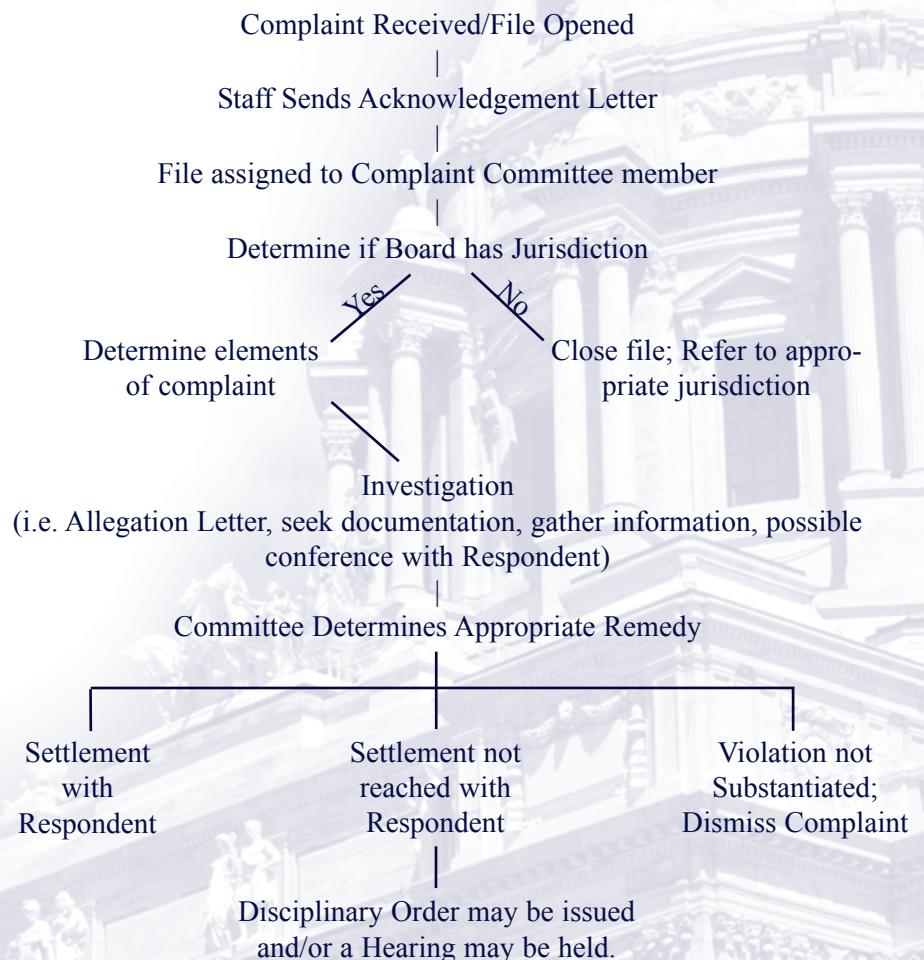 Complaint Received/File Opened
Staff Sends Acknowledgement Letter
File assigned to Complaint Committee member
Determine if Board has Jurisdiction
Yes
No
Determine elements
of complaint
Close file; Refer to appro-
priate jurisdiction
Investigation
(i.e. Allegation Letter, seek documentation, gather information, possible
conference with Respondent)
Committee Determines Appropriate Remedy
Settlement
with
Respondent
Settlement not
reached with
Respondent
Violation not
Substantiated;
Dismiss Complaint
Disciplinary Order may be issued
and/or a Hearing may be held.